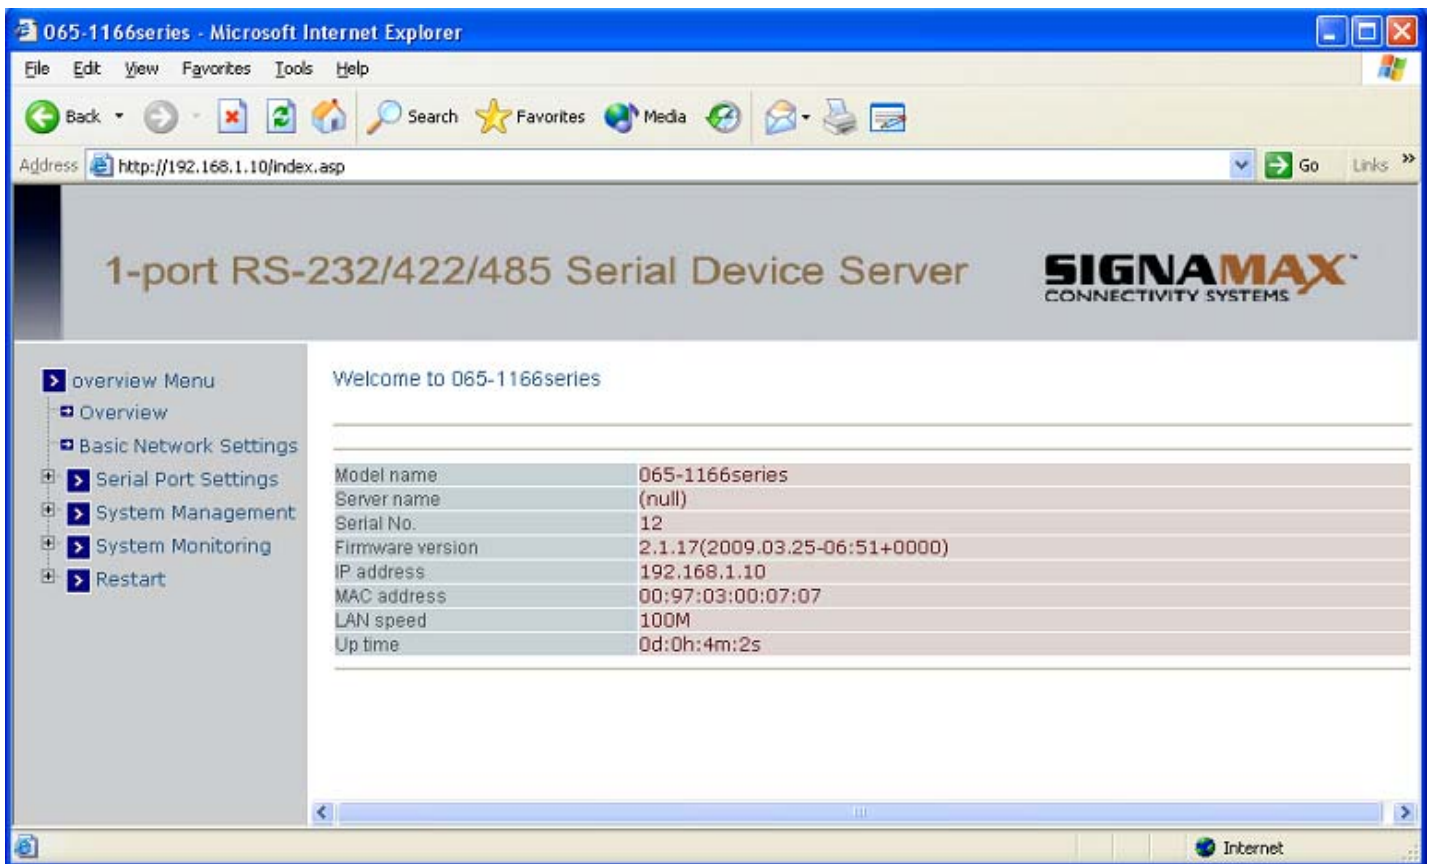 065-1166series - Microsoft Internet Explorer
File Edit View Favorites Tools Help
Back Search Favorites Media
Address http://192.168.1.10/index.asp Go Links »
1-port RS-232/422/485 Serial Device Server
SIGNAMAX™
CONNECTIVITY SYSTEMS
overview Menu
Overview
Basic Network Settings
Serial Port Settings
System Management
System Monitoring
Restart
Welcome to 065-1166series
Model name 065-1166series
Server name (null)
Serial No. 12
Firmware version 2.1.17(2009.03.25-06:51+0000)
IP address 192.168.1.10
MAC address 00:97:03:00:07:07
LAN speed 100M
Up time 0d:0h:4m:2s
Internet